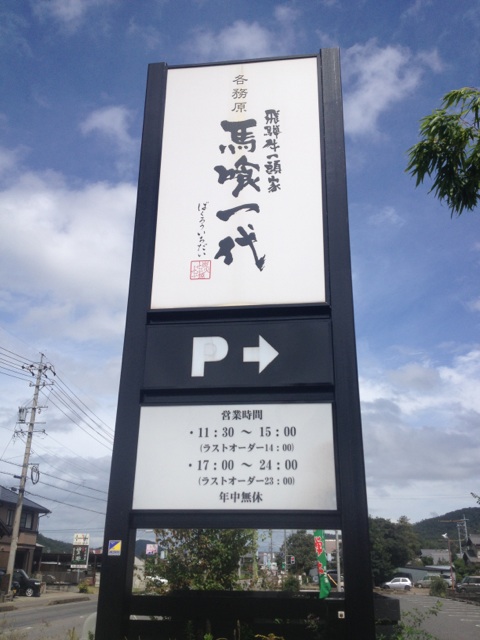 各務原
飛騨牛一頭家
馬喰一代
ばくろういちだい
P →
営業時間
・11:30 ～ 15:00
(ラストオーダー14:00)
・17:00 ～ 24:00
(ラストオーダー23:00)
年中無休